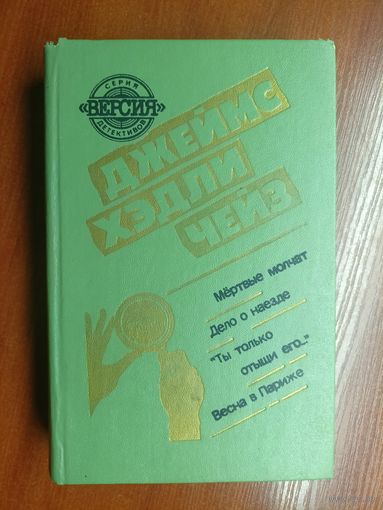 СЕРИЯ
«ВЕРСИЯ»
ДЕТЕКТИВОВ
ДЖЕЙМС
ХЭДЛИ
ЧЕЙЗ
Мёртвые молчат
Дело о наезде
"Ты только
отыщи его..."
Весна в Париже